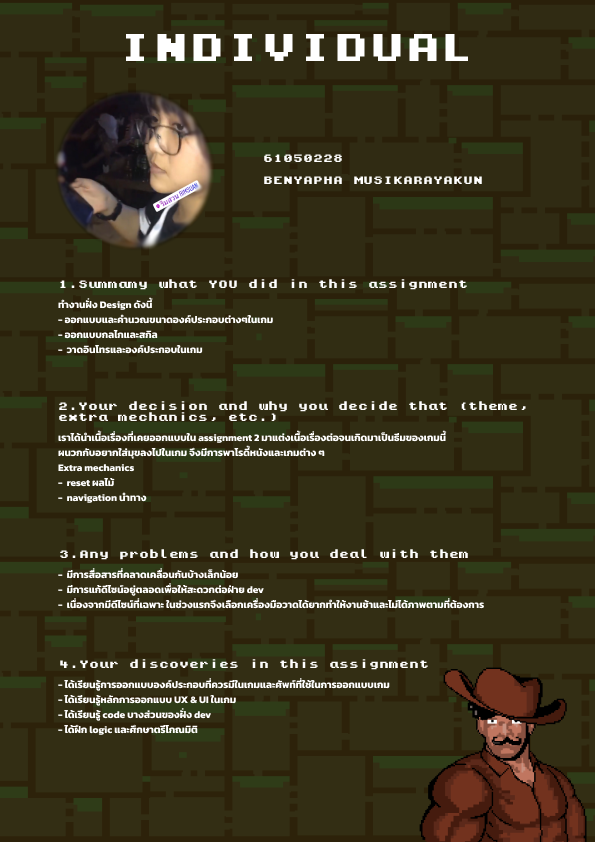 INDIVIDUAL
61050228
BENYAPHA MUSIKARAYAKUN
1.Summamy what YOU did in this assignment
ทำงานฝั่ง Design ดังนี้
- ออกแบบและคำนวณขนาดองค์ประกอบต่างๆในเกม
- ออกแบบกลไกและสกิล
- วาดอินโทรและองค์ประกอบในเกม
2.Your decision and why you decide that (theme,
extra mechanics, etc.)
เราได้นำเนื้อเรื่องที่เคยออกแบบใน assignment 2 มาแต่งเนื้อเรื่องต่อจนเกิดมาเป็นธีมของเกมนี้
ผนวกกับอยากใส่มุขลงไปในเกม จึงมีการพาโรดี้หนังและเกมต่าง ๆ
Extra mechanics
- reset ผลไม้
- navigation นำทาง
3.Any problems and how you deal with them
- มีการสื่อสารที่คลาดเคลื่อนกันบ้างเล็กน้อย
- มีการแก้ดีไซน์อยู่ตลอดเพื่อให้สะดวกต่อฝ่าย dev
- เนื่องจากมีดีไซน์ที่เฉพาะ ในช่วงแรกจึงเลือกเครื่องมือวาดได้ยากทำให้งานช้าและไม่ได้ภาพตามที่ต้องการ
4.Your discoveries in this assignment
- ได้เรียนรู้การออกแบบองค์ประกอบที่ควรมีในเกมและศัพท์ที่ใช้ในการออกแบบเกม
- ได้เรียนรู้หลักการออกแบบ UX & UI ในเกม
- ได้เรียนรู้ code บางส่วนของฝั่ง dev
- ได้ฝึก logic และศึกษาตรีโกณมิติ